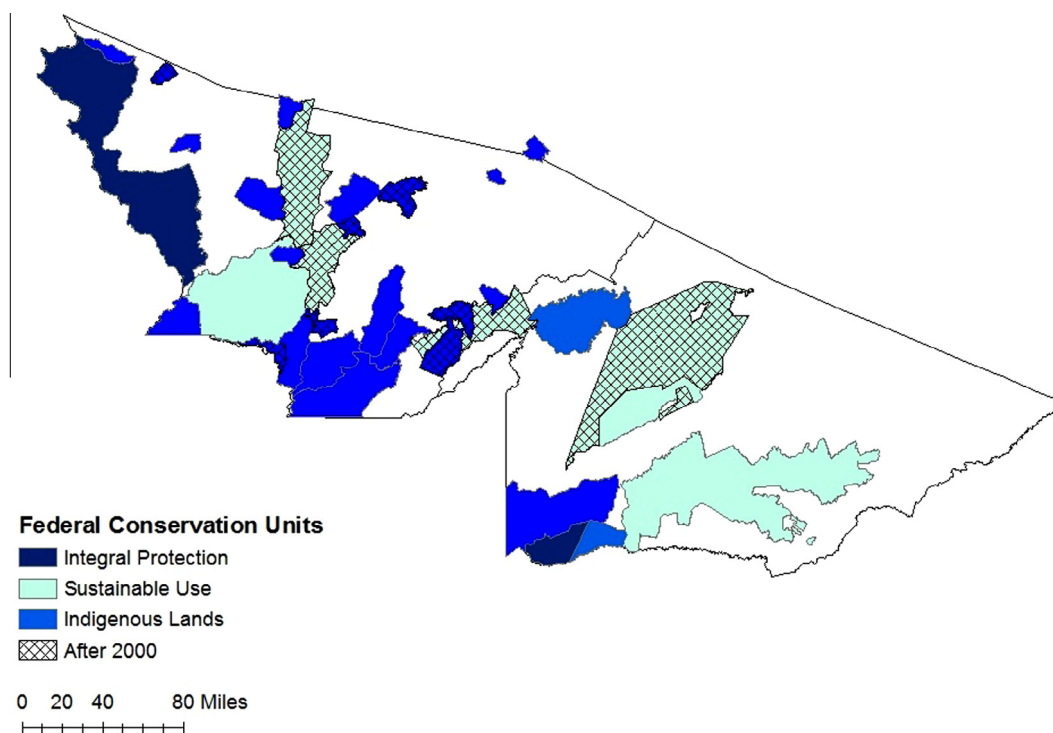 Federal Conservation Units
Integral Protection
Sustainable Use
Indigenous Lands
After 2000
0 20 40 80 Miles